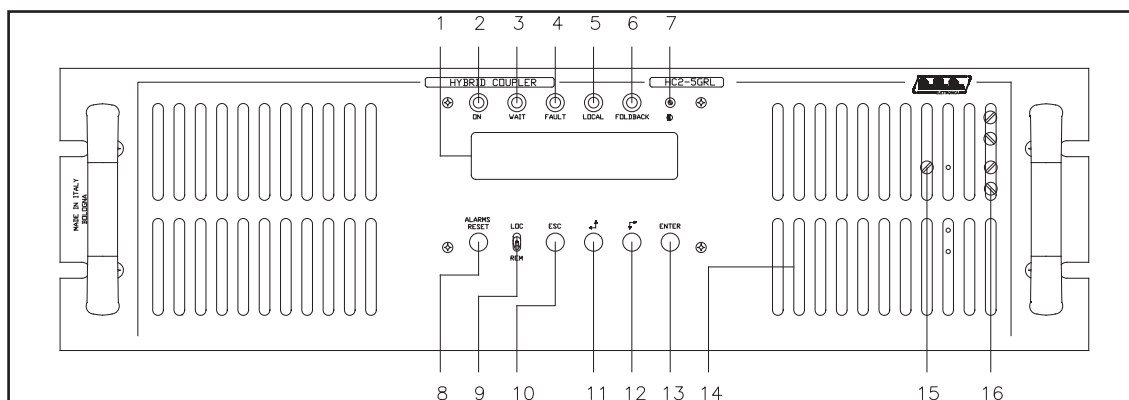 1 2 3 4 5 6 7
HYBRID COUPLER HC2-5GRL
ON WAIT FAULT LOCAL FOLDBACK
MADE IN ITALY
BOLOGNA
ALARMS
RESET
LOC
REM
ESC
ENTER
8 9 10 11 12 13 14 15 16